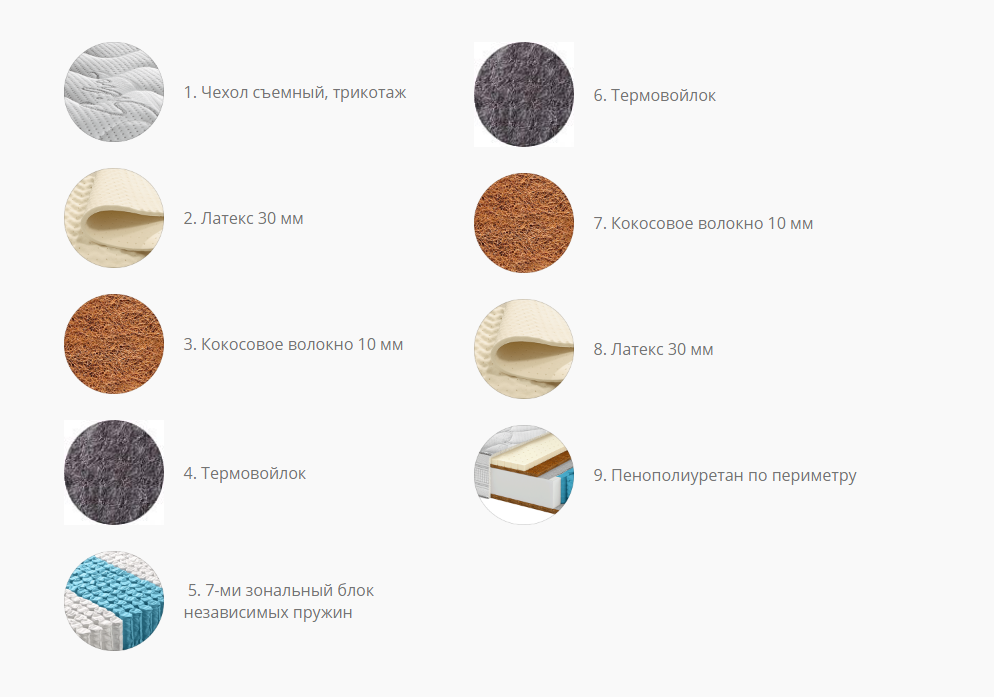 1. Чехол съемный, трикотаж
2. Латекс 30 мм
3. Кокосовое волокно 10 мм
4. Термовойлок
5. 7-ми зональный блок
независимых пружин
6. Термовойлок
7. Кокосовое волокно 10 мм
8. Латекс 30 мм
9. Пенополиуретан по периметру